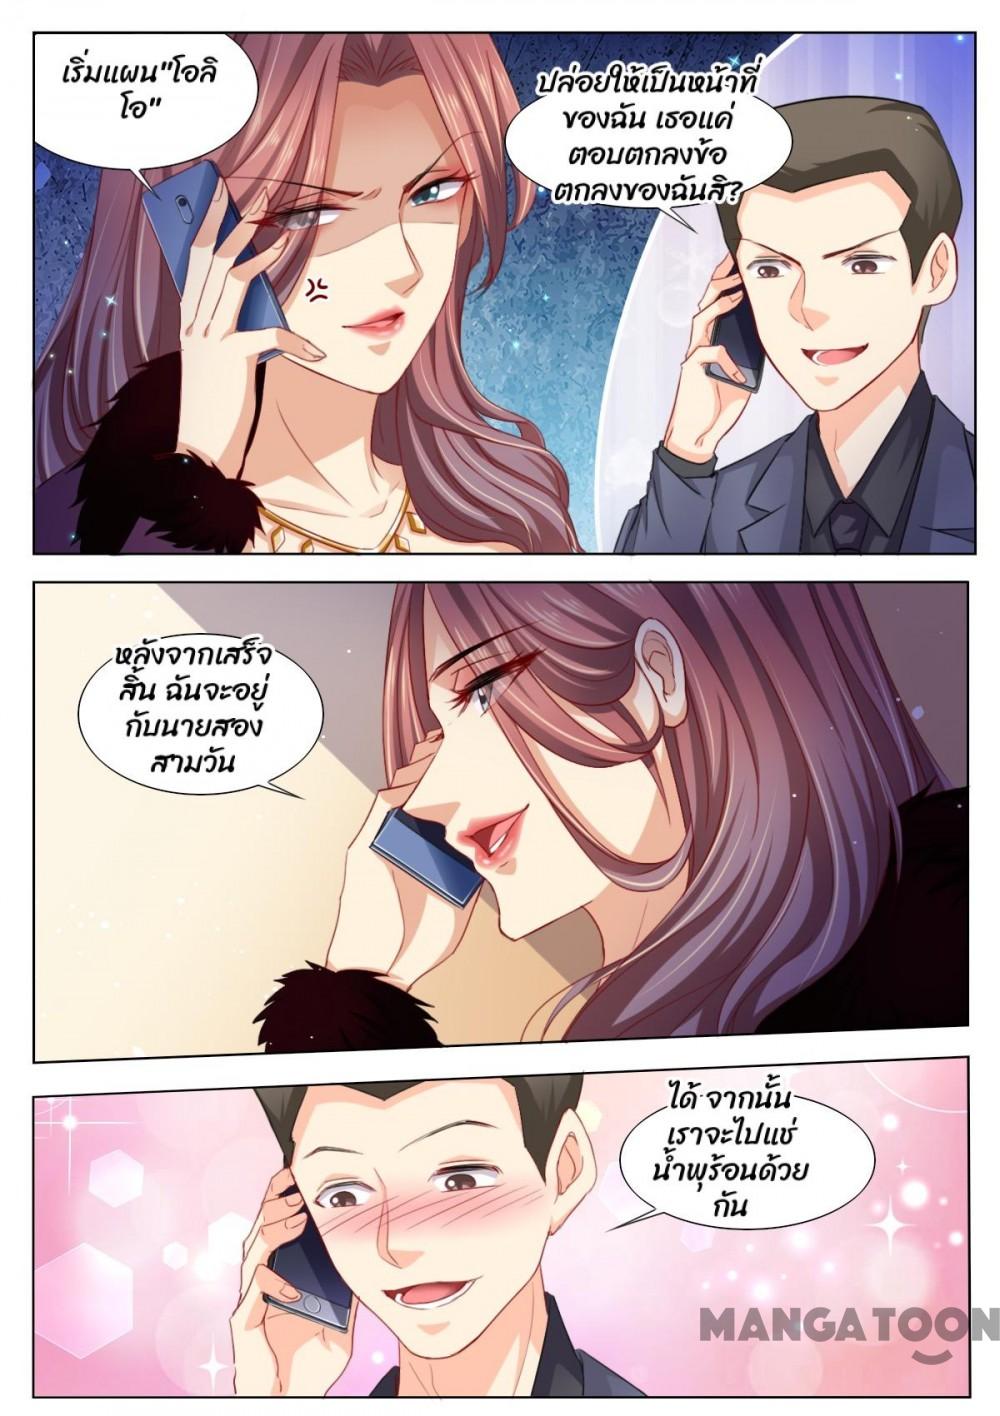 เริ่มแผน"โอลิ
โอ"
ปล่อยให้เป็นหน้าที่
ของฉัน เธอแค่
ตอบตกลงข้อ
ตกลงของฉันสิ?
หลังจากเสร็จ
สิ้น ฉันจะอยู่
กับนายสอง
สามวัน
ได้ จากนั้น
เราจะไปแช่
น้ำพุร้อนด้วย
กัน
MANGATOON